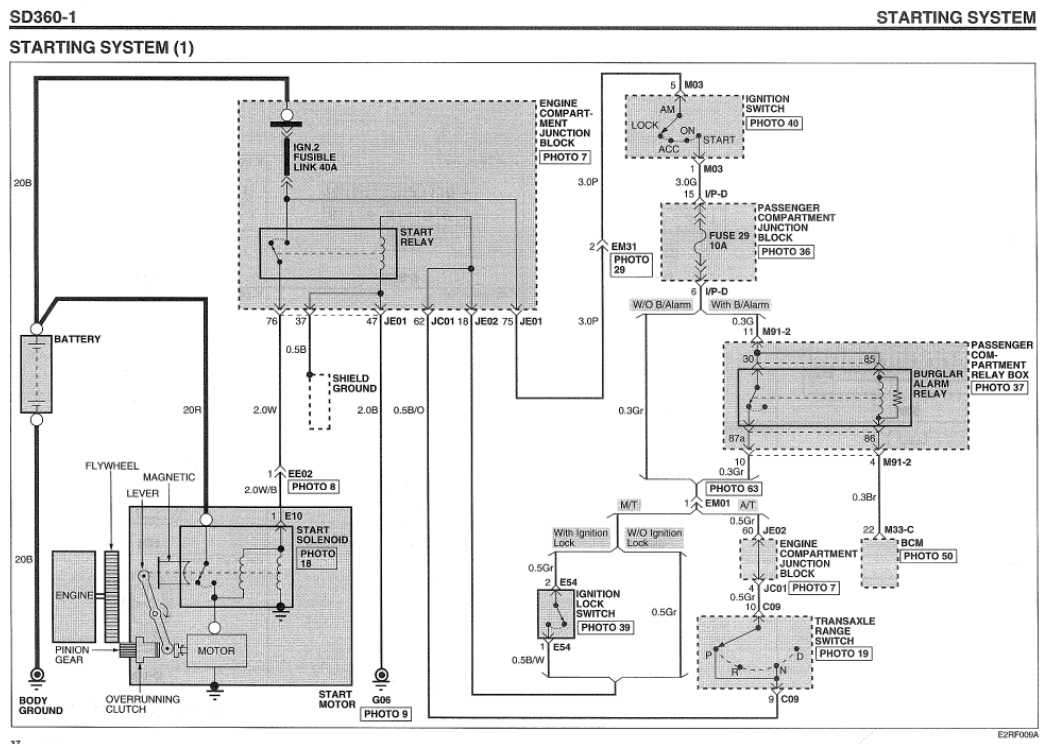 SD360-1
STARTING SYSTEM
STARTING SYSTEM (1)
20B
IGN.2
FUSIBLE
LINK 40A
ENGINE
COMPART-
MENT
JUNCTION
BLOCK
PHOTO 7
START
RELAY
76
37
47
JE01
62
JC01
18
JE02
75
JE01
5
M03
AM
LOCK
ON
ACC
START
IGNITION
SWITCH
PHOTO 40
1
M03
3.0G
15
I/P-D
3.0P
FUSE 29
10A
PASSENGER
COMPARTMENT
JUNCTION
BLOCK
PHOTO 36
2
EM31
PHOTO
29
6
I/P-D
W/O B/Alarm
With B/Alarm
3.0P
0.3G
11
M91-2
BATTERY
0.5B
SHIELD
GROUND
30
85
PASSENGER
COM-
PARTMENT
RELAY BOX
PHOTO 37
BURGLAR
ALARM
RELAY
20R
2.0W
2.0B
0.5B/O
0.3Gr
87a
86
10
0.3Gr
4
M91-2
1
EE02
PHOTO 8
2.0W/B
FLYWHEEL
MAGNETIC
LEVER
PHOTO 63
1
EM01
0.3Br
M/T
A/T
1
E10
START
SOLENOID
PHOTO
18
With Ignition
Lock
W/O Ignition
Lock
0.5Gr
60
JE02
22
M33-C
BCM
PHOTO 50
ENGINE
COMPARTMENT
JUNCTION
BLOCK
PHOTO 7
20B
0.5Gr
2
E54
4
JC01
0.5Gr
10
C09
ENGINE
IGNITION
LOCK
SWITCH
PHOTO 39
0.5Gr
TRANSAXLE
RANGE
SWITCH
PHOTO 19
1
E54
0.5B/W
P
R
N
D
PINION
GEAR
MOTOR
9
C09
BODY
GROUND
OVERRUNNING
CLUTCH
START
MOTOR
G06
PHOTO 9
E2RF009A
37